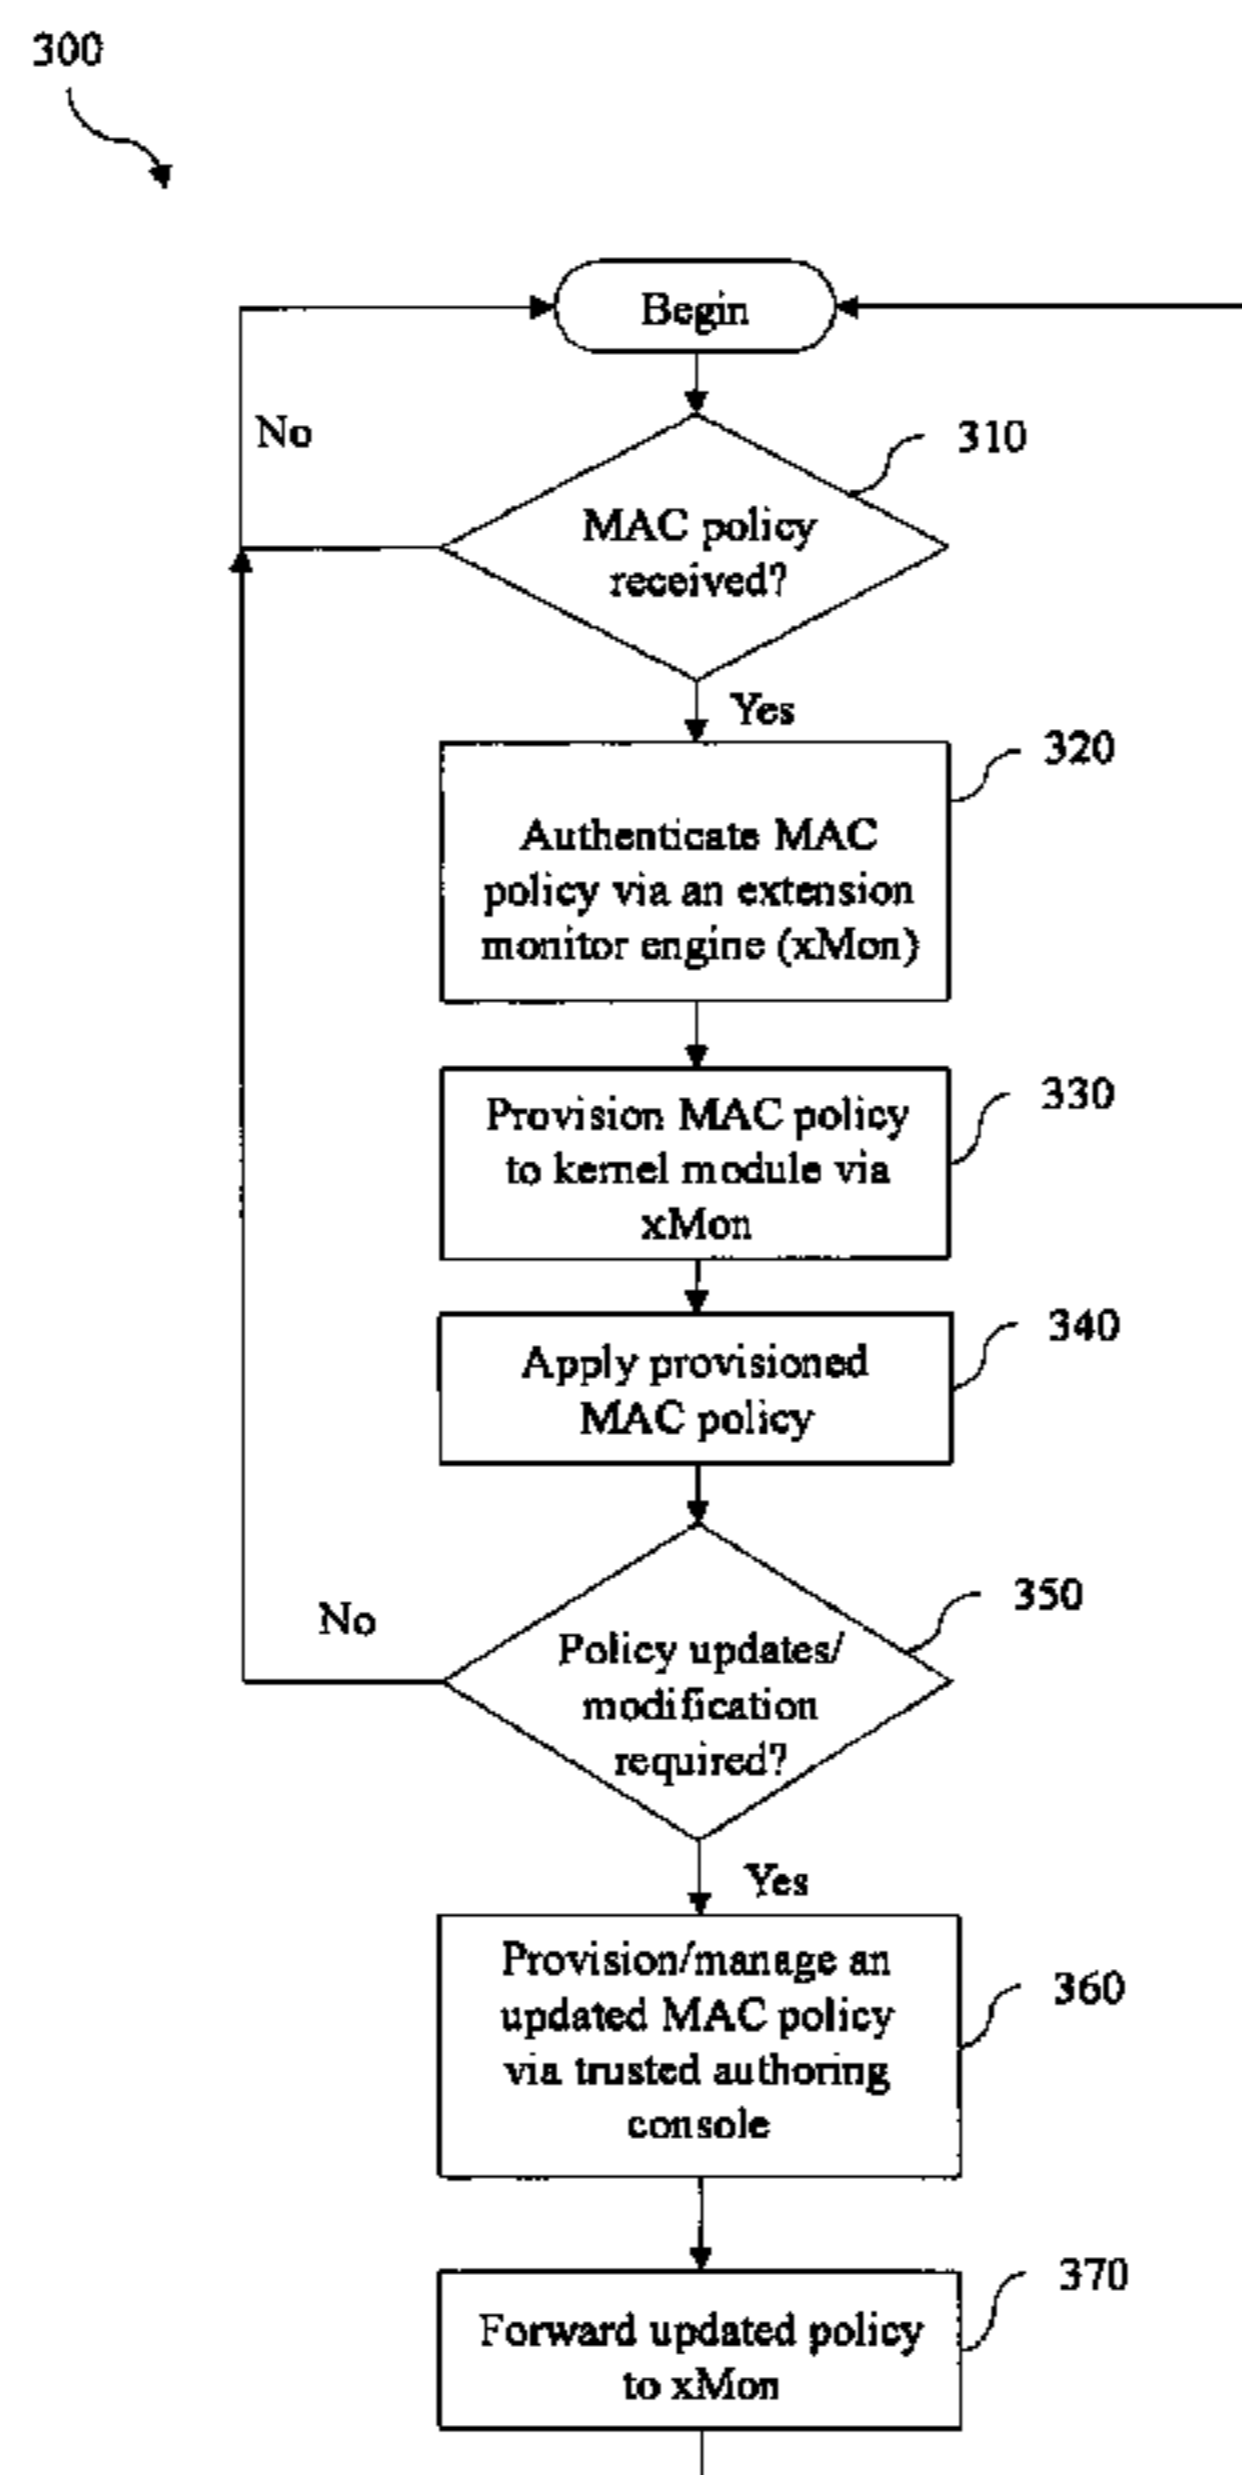 300
Begin
No
310
MAC policy
received?
Yes
320
Authenticate MAC
policy via an extension
monitor engine (xMon)
330
Provision MAC policy
to kernel module via
xMon
340
Apply provisioned
MAC policy
350
No
Policy updates/
modification
required?
Yes
360
Provision/manage an
updated MAC policy
via trusted authoring
console
370
Forward updated policy
to xMon